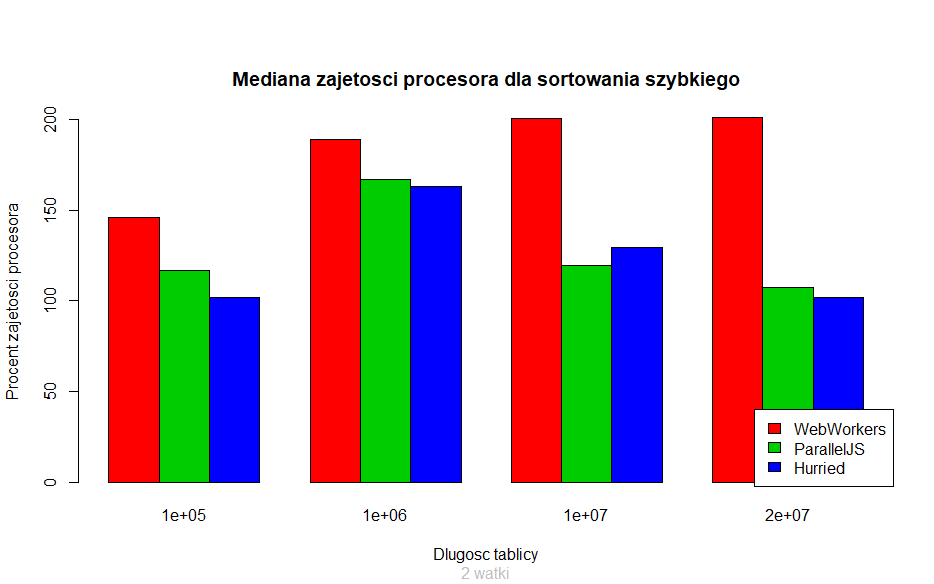 Mediana zajetosci procesora dla sortowania szybkiego
Procent zajetosci procesora
200
150
100
50
0
1e+05
1e+06
1e+07
2e+07
WebWorkers
ParallelJS
Hurried
Dlugosc tablicy
2 watki